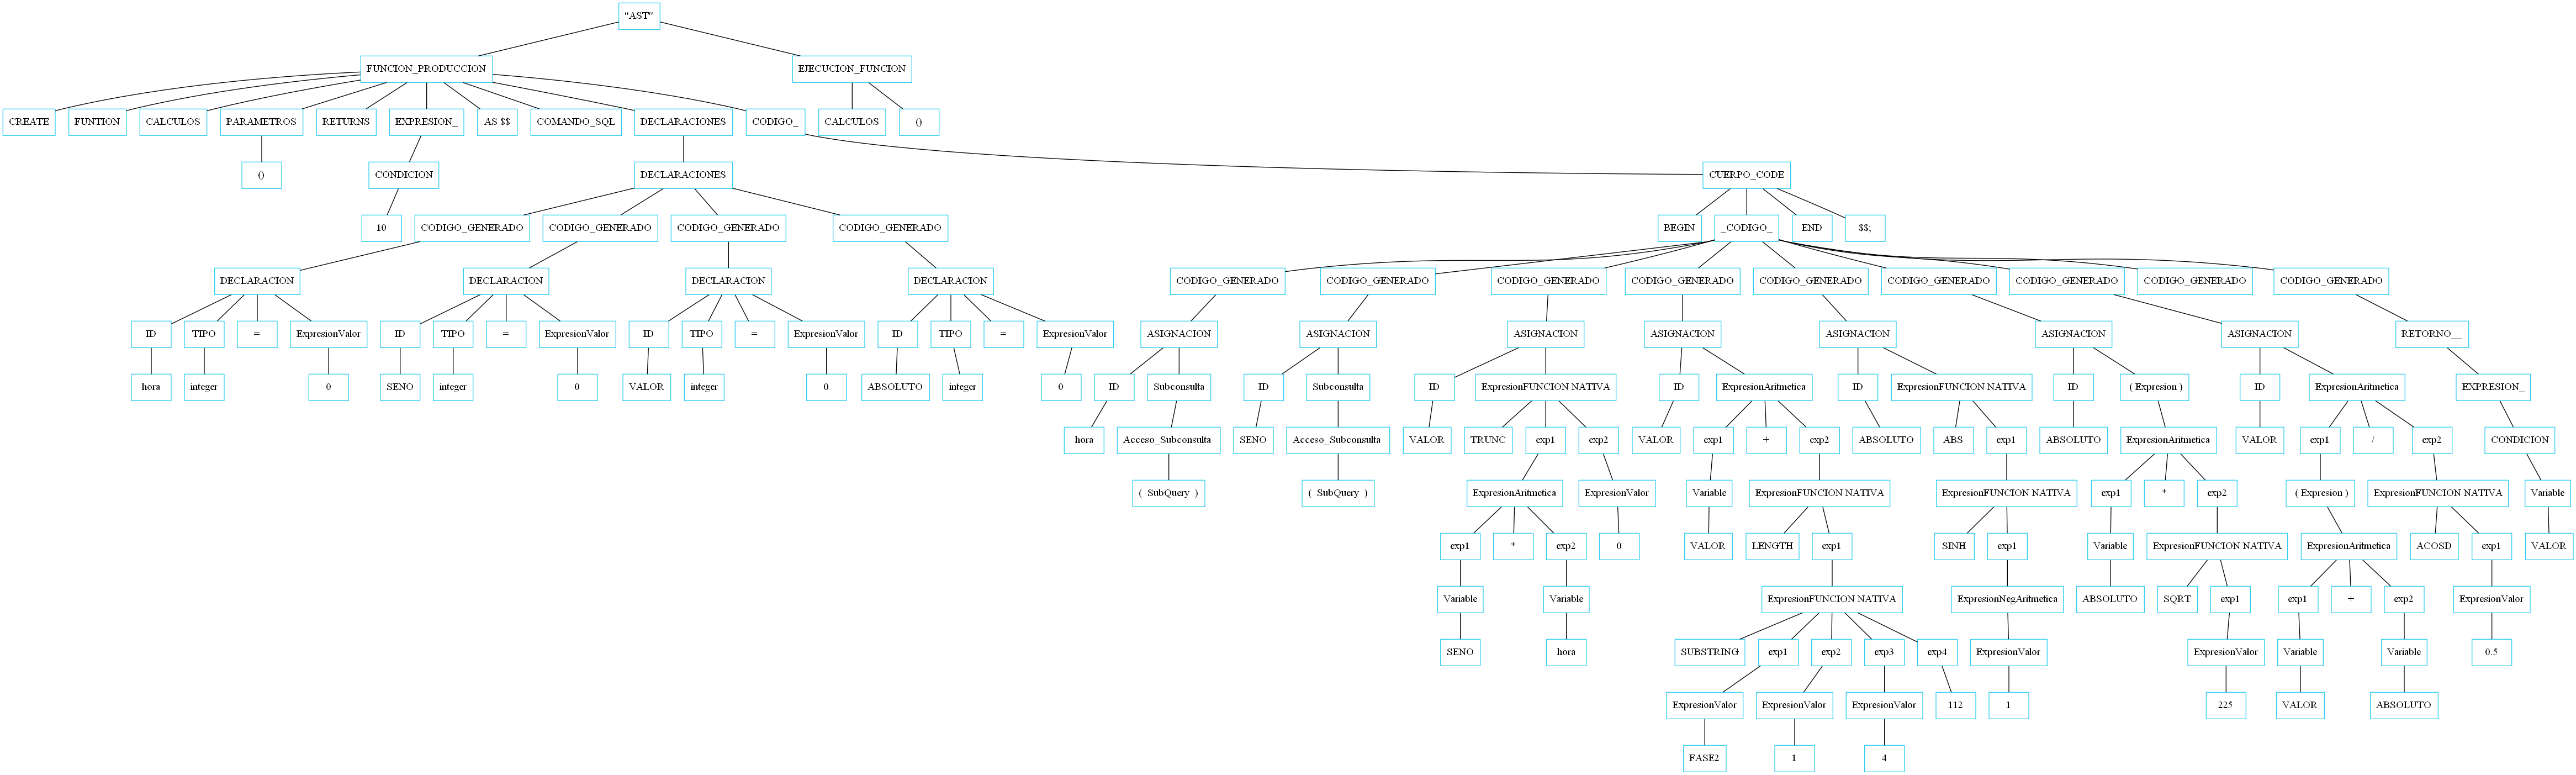 "AST"
FUNCION_PRODUCCION EJECUCION_FUNCION
CREATE FUNTION CALCULOS PARAMETROS RETURNS EXPRESION_ AS $$ COMANDO_SQL DECLARACIONES CODIGO_ CALCULOS ()
() CONDICION DECLARACIONES CUERPO_CODE
10 CODIGO_GENERADO CODIGO_GENERADO CODIGO_GENERADO CODIGO_GENERADO BEGIN _CODIGO_ END $$;
DECLARACION DECLARACION DECLARACION DECLARACION CODIGO_GENERADO CODIGO_GENERADO CODIGO_GENERADO CODIGO_GENERADO CODIGO_GENERADO CODIGO_GENERADO CODIGO_GENERADO CODIGO_GENERADO CODIGO_GENERADO
ID TIPO = ExpresionValor ID TIPO = ExpresionValor ID TIPO = ExpresionValor ID TIPO = ExpresionValor ASIGNACION ASIGNACION ASIGNACION ASIGNACION ASIGNACION ASIGNACION ASIGNACION RETORNO__
hora integer 0 SENO integer 0 VALOR integer 0 ABSOLUTO integer 0 ID Subconsulta ID Subconsulta ID ExpresionFUNCION NATIVA ID ExpresionAritmetica ID ExpresionFUNCION NATIVA ID ( Expresion ) ID ExpresionAritmetica EXPRESION_
hora Acceso_Subconsulta SENO Acceso_Subconsulta VALOR TRUNC exp1 exp2 VALOR exp1 + exp2 ABSOLUTO ABS exp1 ABSOLUTO ExpresionAritmetica VALOR exp1 / exp2 CONDICION
( SubQuery ) ( SubQuery ) ExpresionAritmetica ExpresionValor Variable ExpresionFUNCION NATIVA ExpresionFUNCION NATIVA exp1 * exp2 ( Expresion ) ExpresionFUNCION NATIVA Variable
exp1 * exp2 0 VALOR LENGTH exp1 SINH exp1 Variable ExpresionFUNCION NATIVA ExpresionAritmetica ACOSD exp1 VALOR
Variable Variable ExpresionFUNCION NATIVA ExpresionNegAritmetica ABSOLUTO SQRT exp1 exp1 + exp2 ExpresionValor
SENO hora SUBSTRING exp1 exp2 exp3 exp4 ExpresionValor ExpresionValor Variable Variable 0.5
ExpresionValor ExpresionValor ExpresionValor 112 1 225 VALOR ABSOLUTO
FASE2 1 4